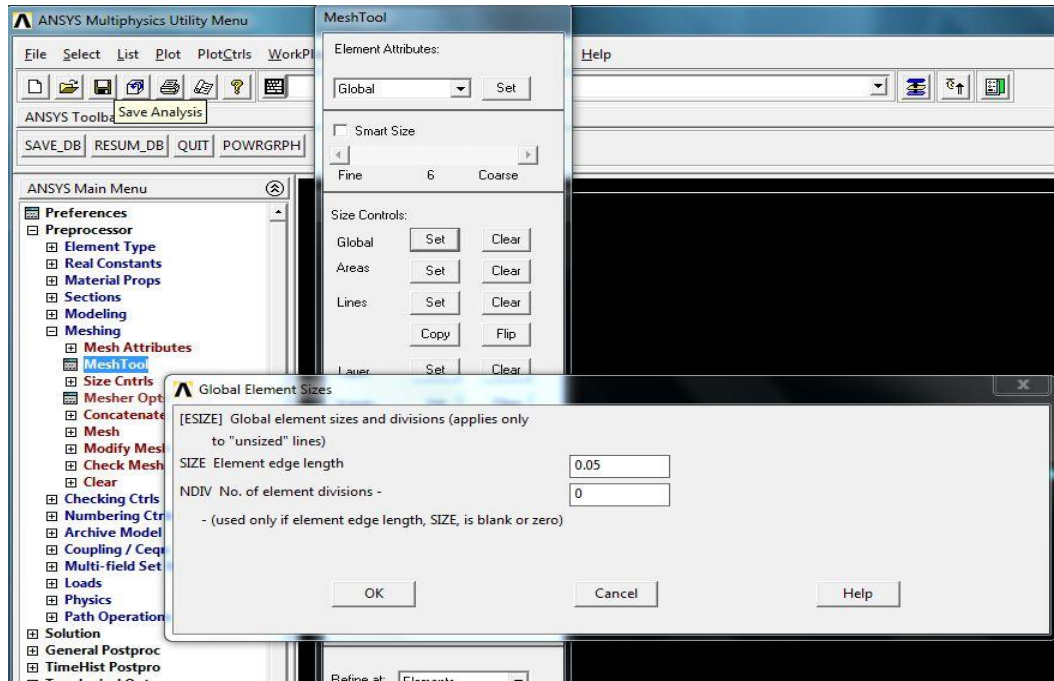 ANSYS Multiphysics Utility Menu
File Select List Plot PlotCtrls
Help
Save Analysis
ANSYS
SAVE_DB RESUM_DB QUIT POWRGRPH
ANSYS Main Menu
Preferences
Preprocessor
Element Type
Real Constants
Material Props
Sections
Modeling
Meshing
Mesh Attributes
MeshTool
Size Cntrls
Mesher
Concatenate
Mesh
Modify
Check Mesh
Clear
Checking Ctrls
Numbering
Archive Model
Coupling /
Multi-field Set
Loads
Physics
Path Operation
Solution
General Postproc
TimeHist Postpro
MeshTool
Element Attributes:
Global Set
Smart Size
Fine 6 Coarse
Size Controls:
Global Set Clear
Areas Set Clear
Lines Set Clear
Copy Flip
Layer Set Clear
Global Element Sizes
[ESIZE] Global element sizes and divisions (applies only
to "unsized" lines)
SIZE Element edge length 0.05
NDIV No. of element divisions - 0
- (used only if element edge length, SIZE, is blank or zero)
OK Cancel Help
Refine at: Elements